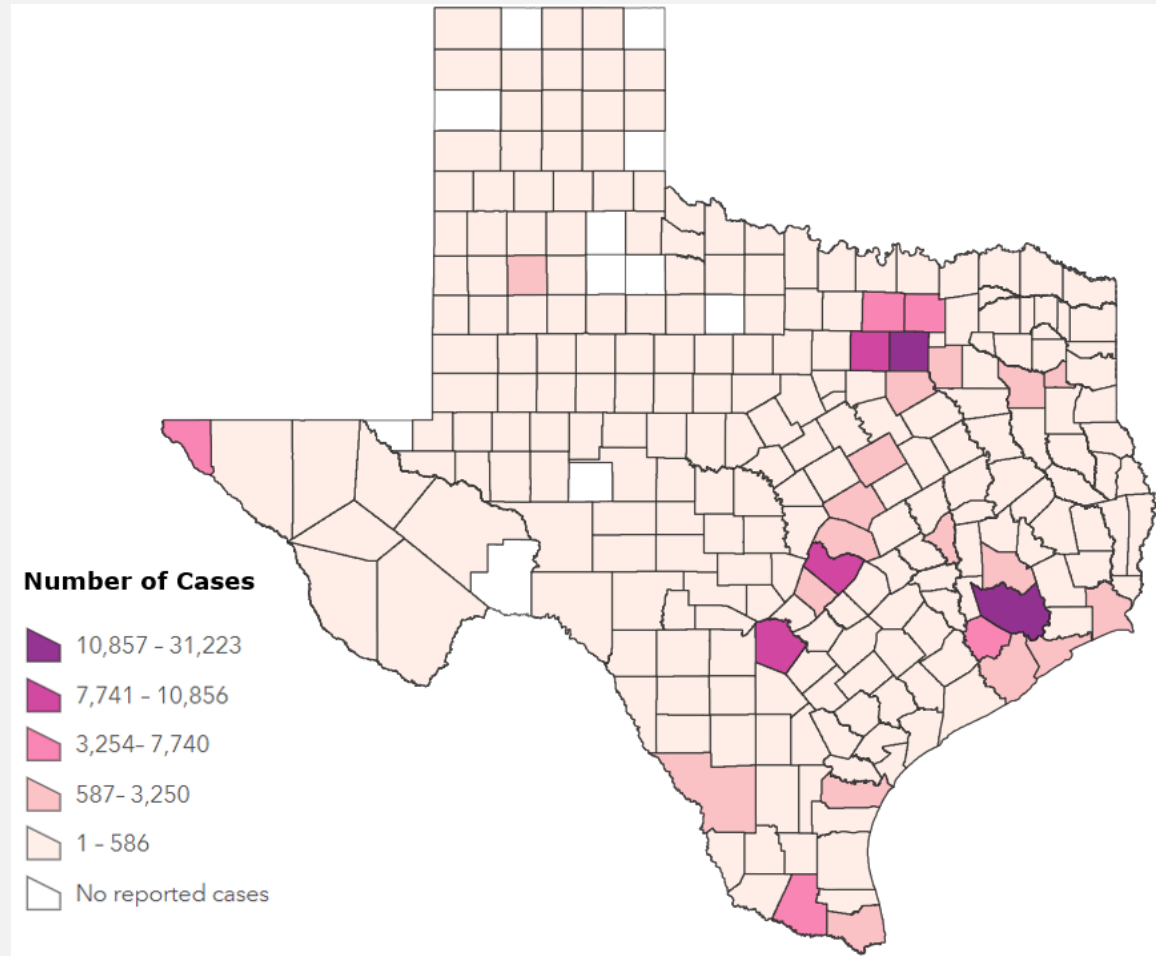 Number of Cases
10,857 – 31,223
7,741 – 10,856
3,254– 7,740
587– 3,250
1 – 586
No reported cases